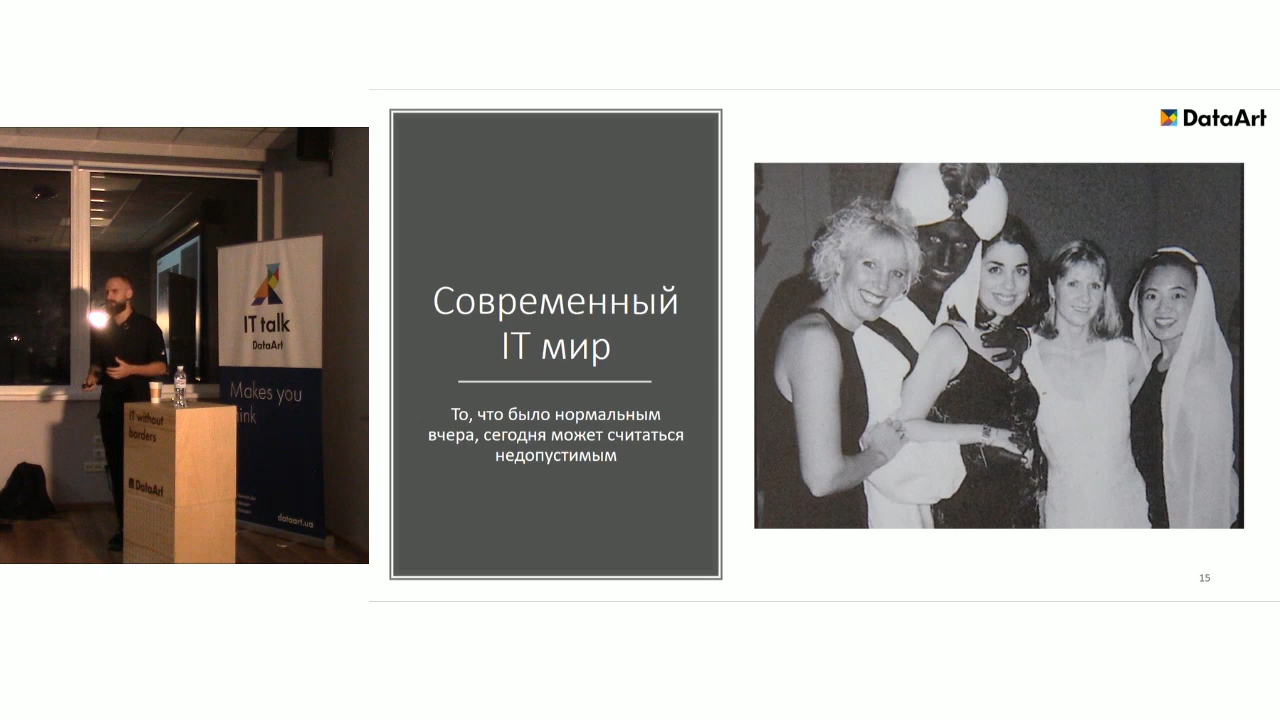 IT talk
DataArt
Makes you
IT without
borders
DataArt
dataart.ua
DataArt
Современный
IT мир
То, что было нормальным
вчера, сегодня может считаться
недопустимым
15